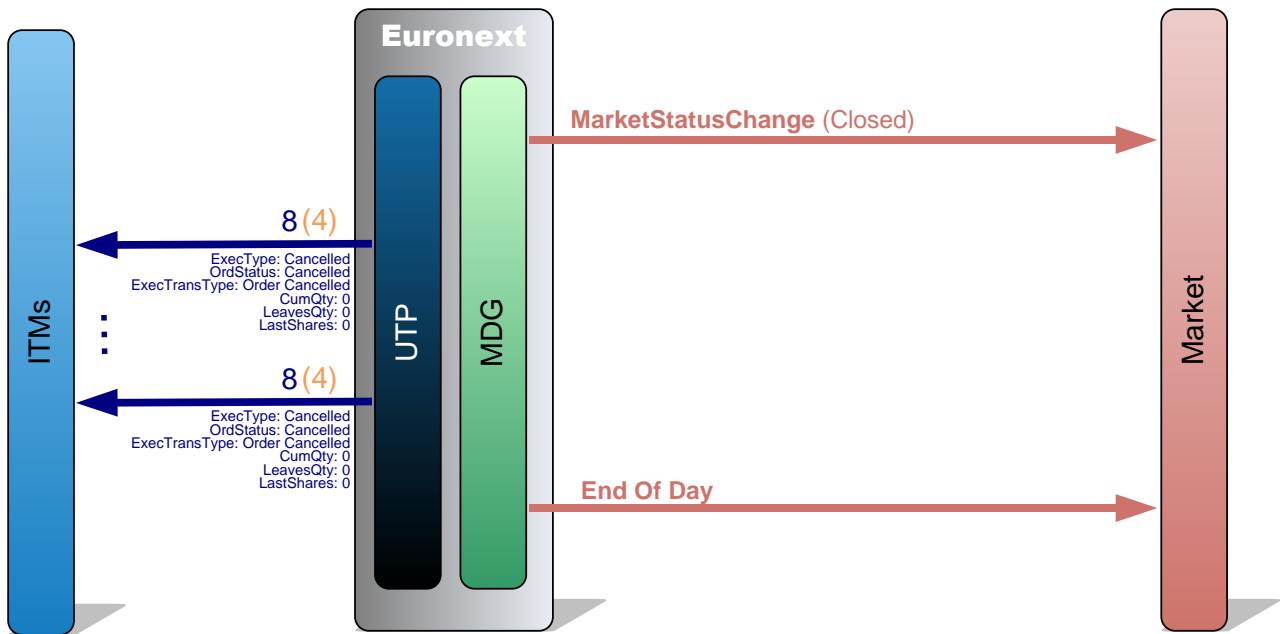 Euronext
MarketStatusChange (Closed)
8 (4)
ExecType: Cancelled
OrdStatus: Cancelled
ExecTransType: Order Cancelled
CumQty: 0
LeavesQty: 0
LastShares: 0
ITMs
...
UTP
MDG
Market
8 (4)
ExecType: Cancelled
OrdStatus: Cancelled
ExecTransType: Order Cancelled
CumQty: 0
LeavesQty: 0
LastShares: 0
End Of Day